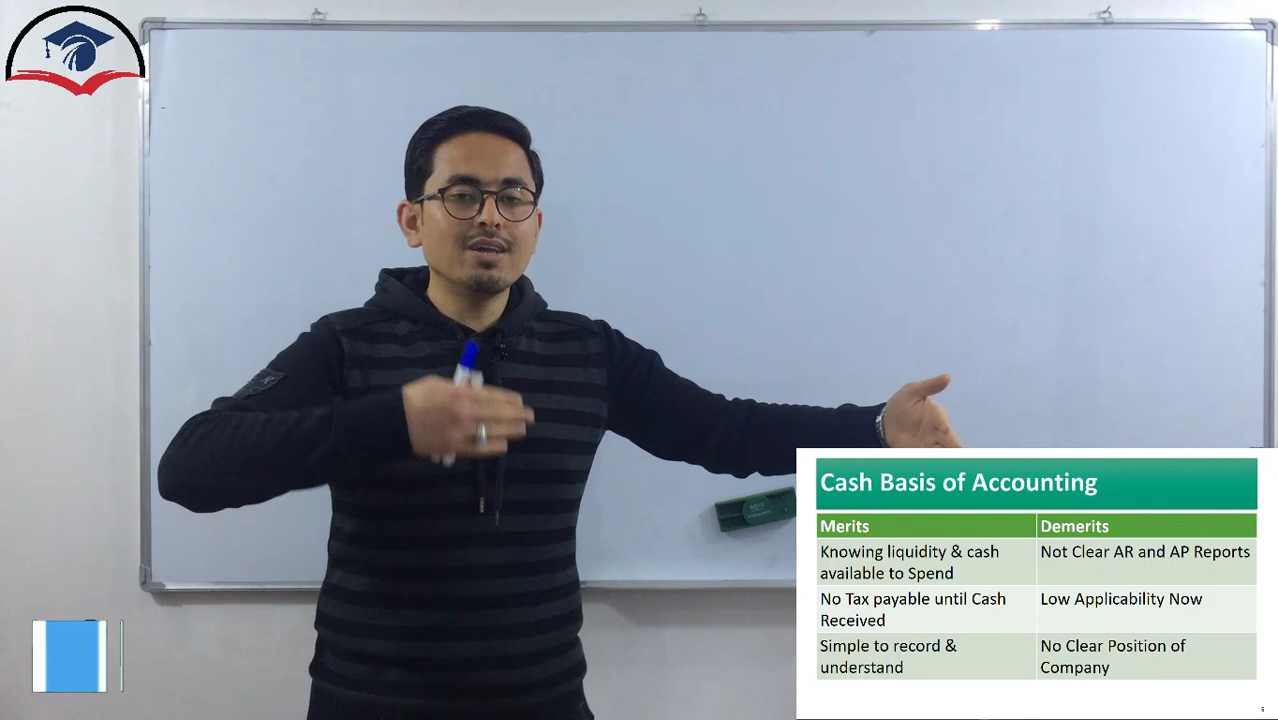 Cash Basis of Accounting
Merits
Demerits
Knowing liquidity & cash
available to Spend
Not Clear AR and AP Reports
No Tax payable until Cash
Received
Low Applicability Now
Simple to record &
understand
No Clear Position of
Company